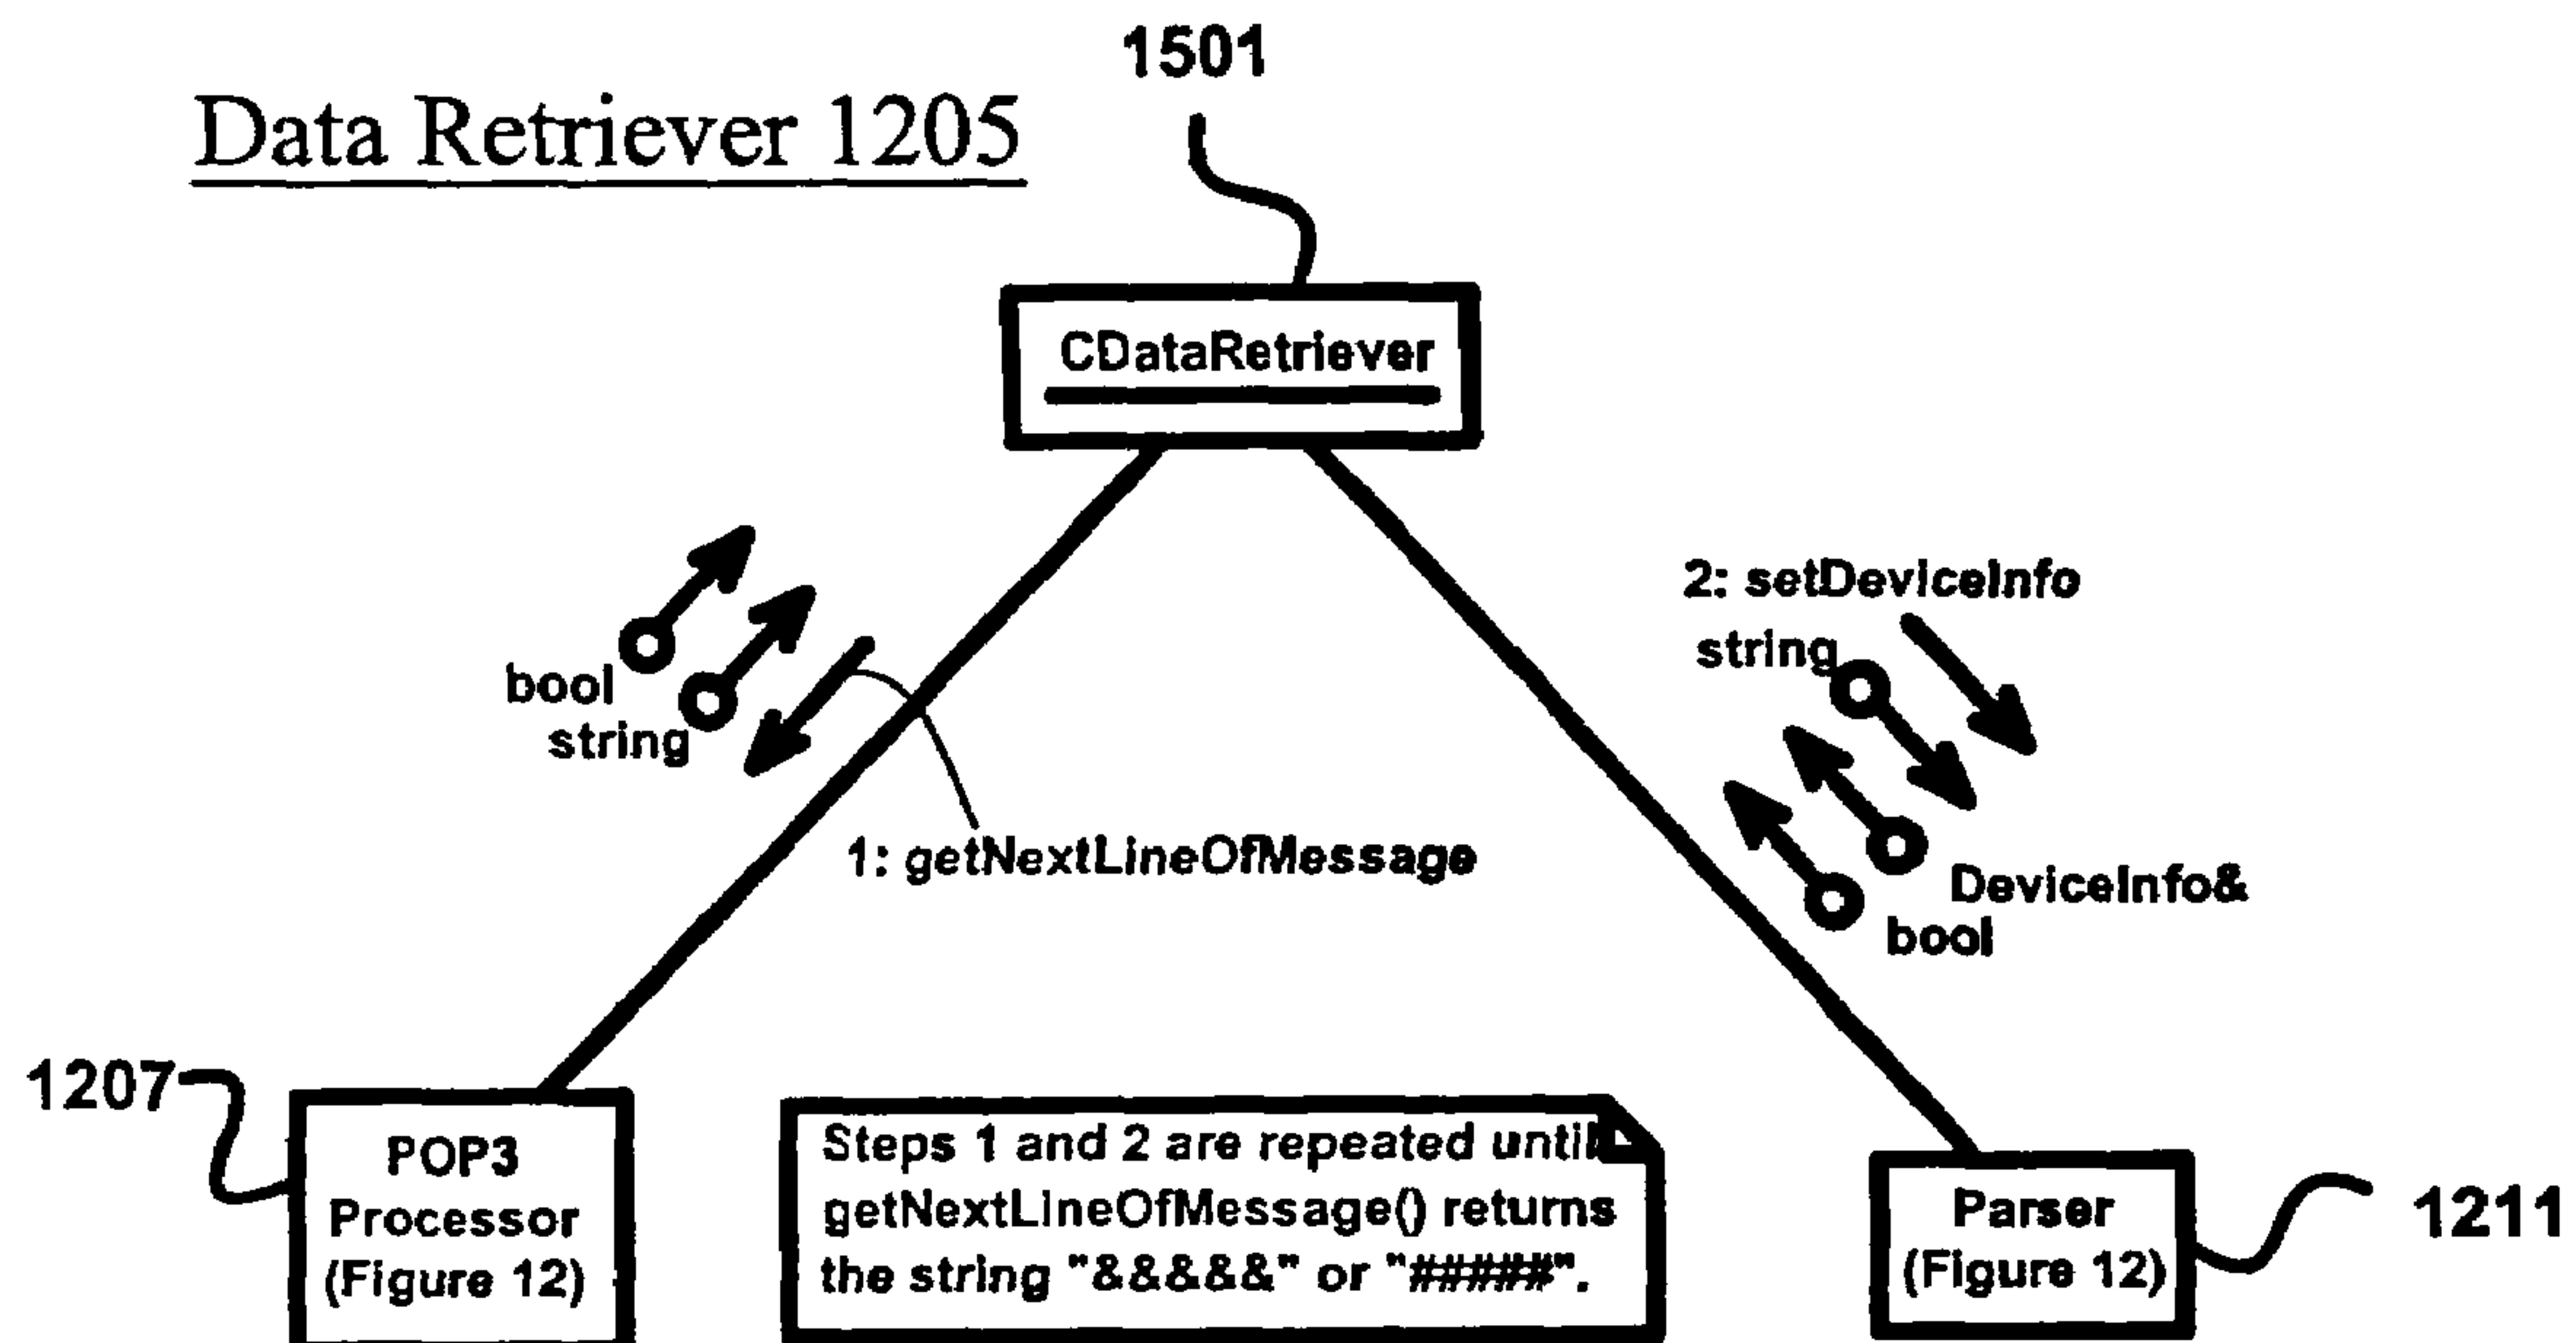 1501
Data Retriever 1205
CDataRetriever
bool
string
1: getNextLineOfMessage
2: setDeviceInfo
string
DeviceInfo&
bool
1207
POP3
Processor
(Figure 12)
Steps 1 and 2 are repeated until
getNextLineOfMessage() returns
the string "&&&&&" or "#####".
Parser
(Figure 12)
1211